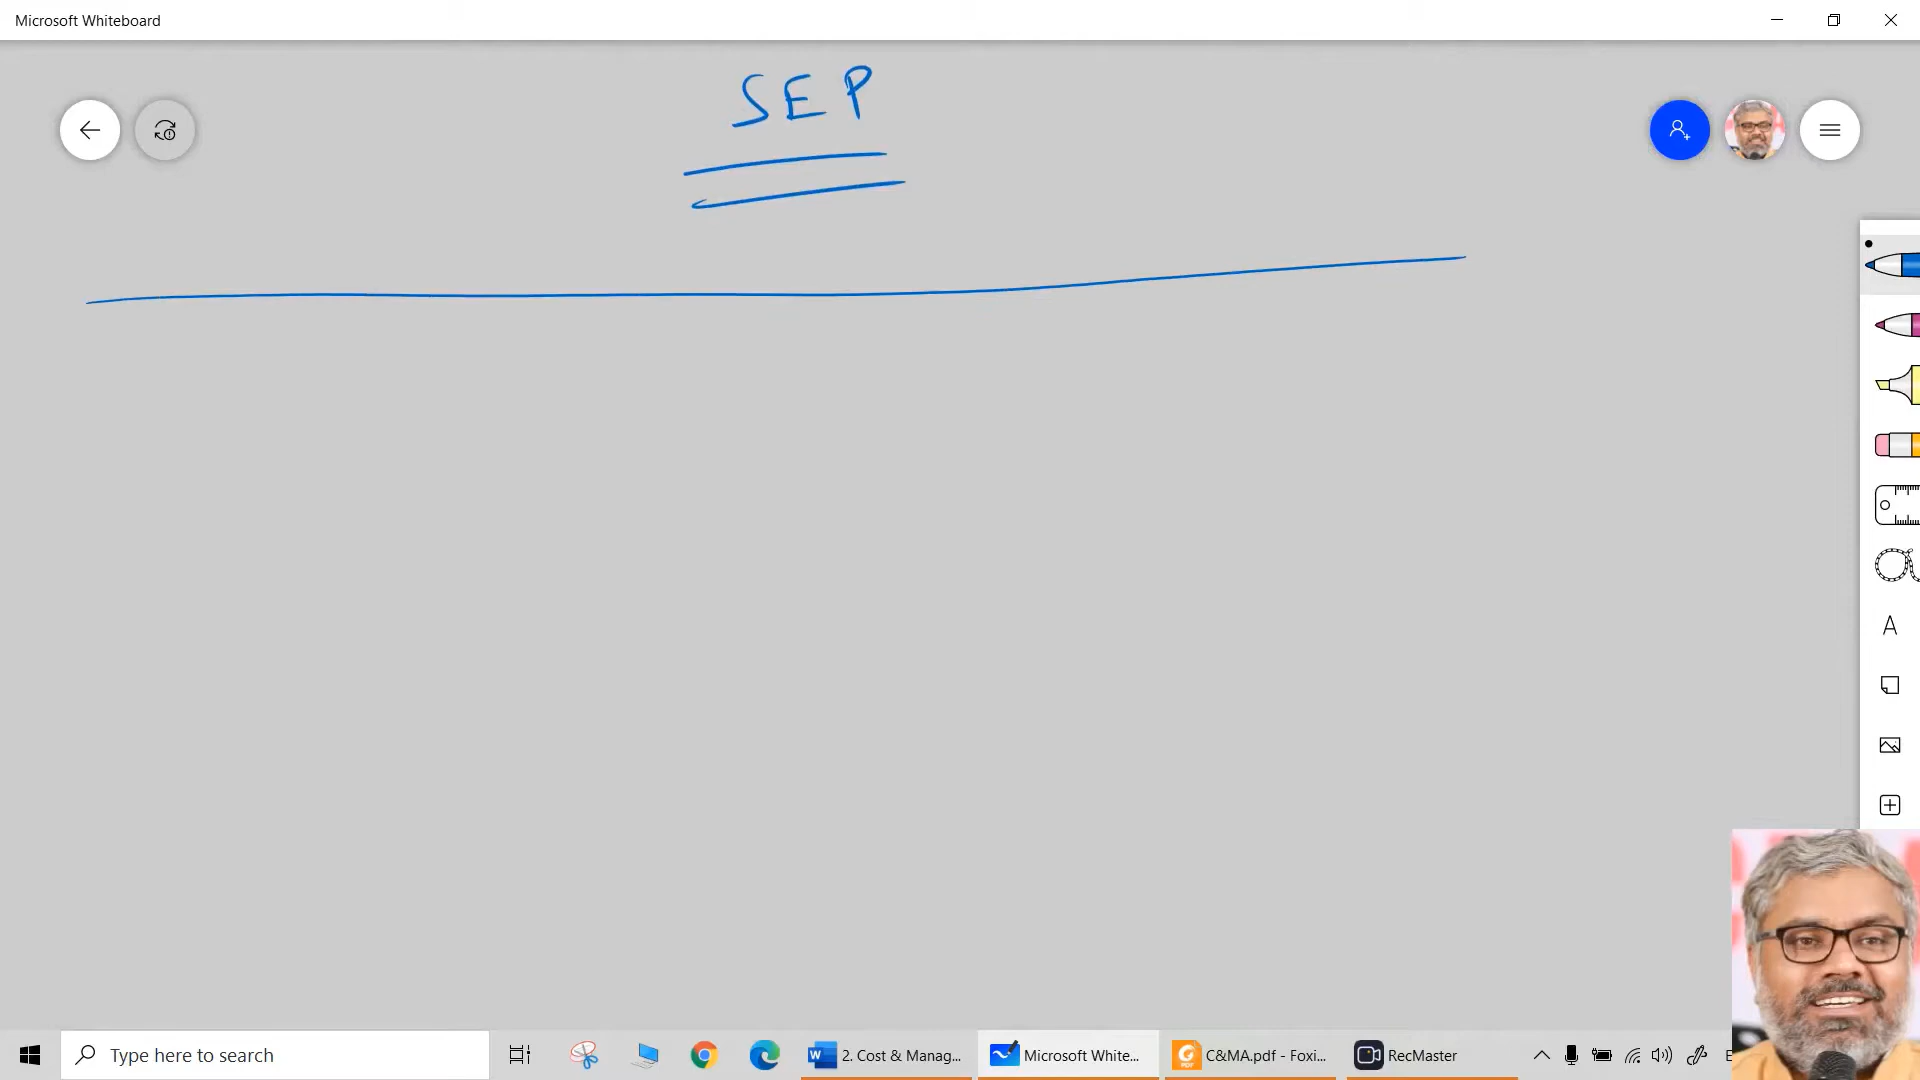 Microsoft Whiteboard
SEP
A
Type here to search
2. Cost & Manag...
Microsoft White...
C&MA.pdf - Foxi...
RecMaster